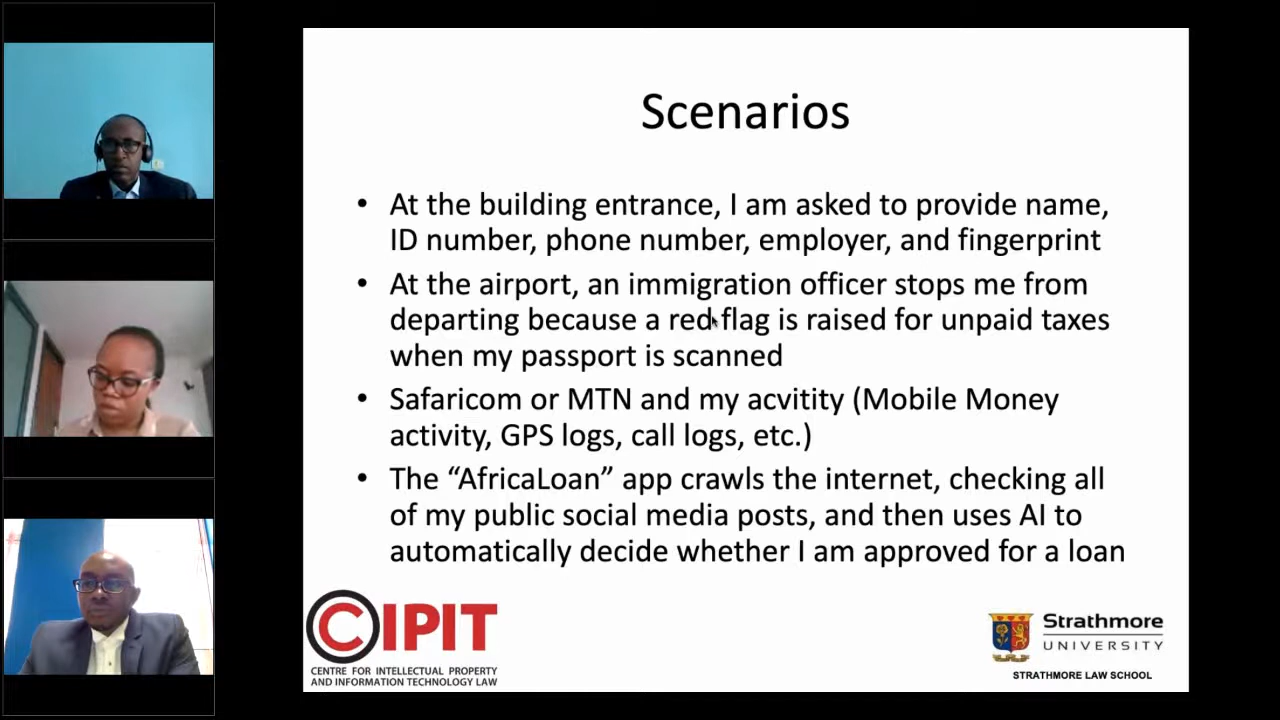 Scenarios
• At the building entrance, I am asked to provide name,
ID number, phone number, employer, and fingerprint
• At the airport, an immigration officer stops me from
departing because a red flag is raised for unpaid taxes
when my passport is scanned
• Safaricom or MTN and my acvitity (Mobile Money
activity, GPS logs, call logs, etc.)
• The “AfricaLoan” app crawls the internet, checking all
of my public social media posts, and then uses AI to
automatically decide whether I am approved for a loan
CIPIT
CENTRE FOR INTELLECTUAL PROPERTY
AND INFORMATION TECHNOLOGY LAW
Strathmore
UNIVERSITY
STRATHMORE LAW SCHOOL